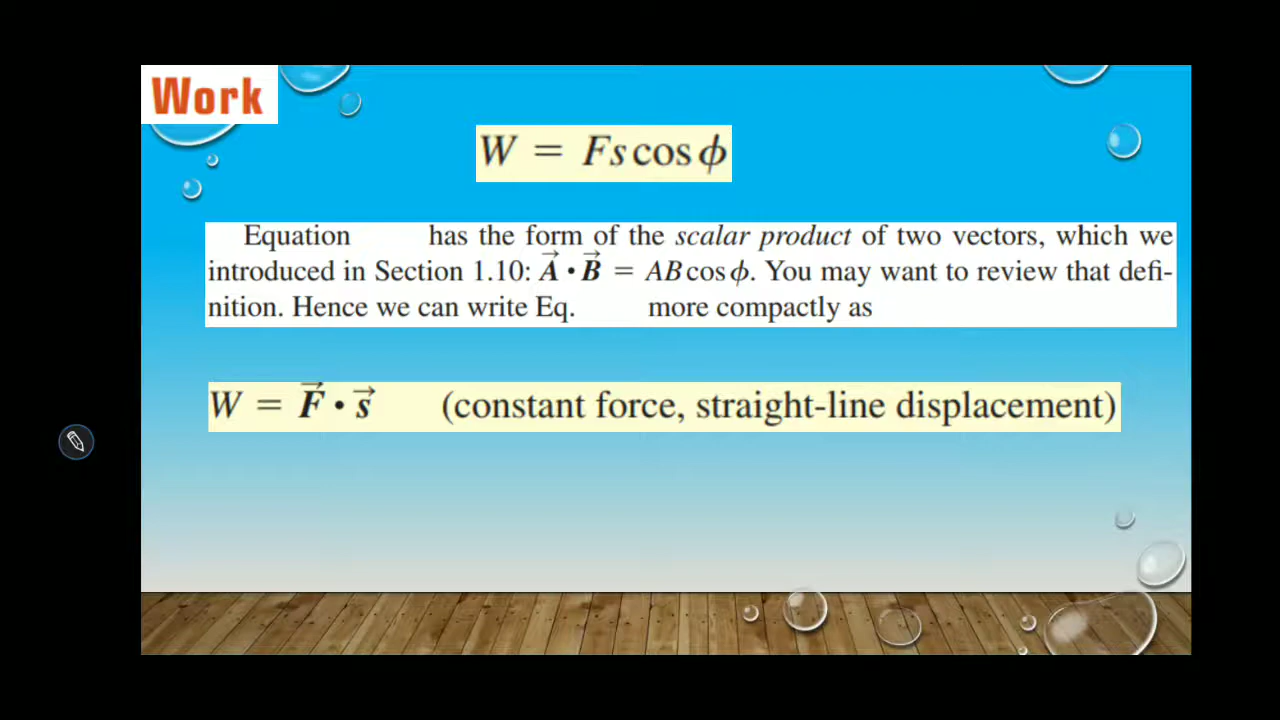 Work
W = Fs cos ϕ
Equation has the form of the scalar product of two vectors, which we
introduced in Section 1.10: A⃗ • B⃗ = AB cos ϕ. You may want to review that defi-
nition. Hence we can write Eq. more compactly as
W = F⃗ • s⃗ (constant force, straight-line displacement)